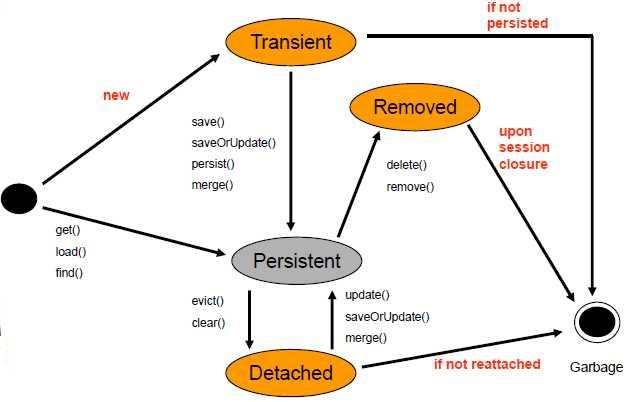 if not
persisted
Transient
new
Removed
save()
saveOrUpdate()
persist()
merge()
upon
session
closure
delete()
remove()
get()
load()
find()
Persistent
evict()
clear()
update()
saveOrUpdate()
merge()
Detached
if not reattached
Garbage